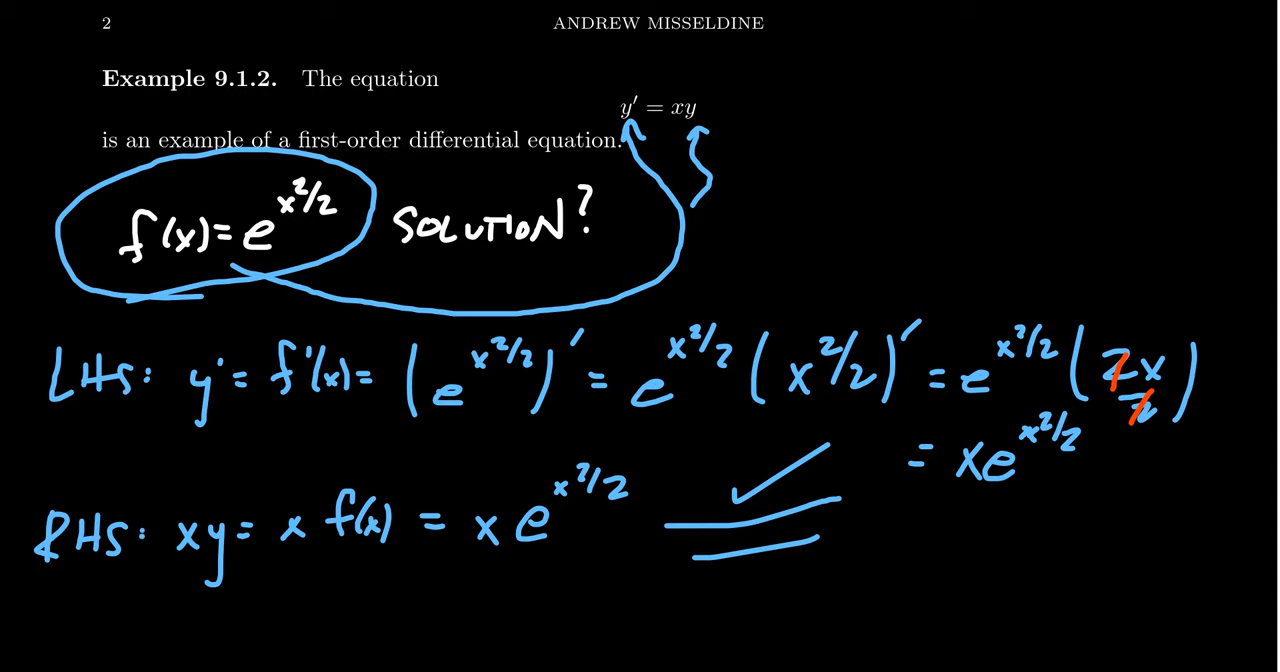 2 ANDREW MISSELDINE
Example 9.1.2. The equation
y′ = xy
is an example of a first-order differential equation.
f(x)= e^{x²/2} SOLUTION?
LHS: y′= f′(x)= (e^{x²/2})′ = e^{x²/2} (x²/2)′ = e^{x²/2} (2x/2)
= xe^{x²/2}
RHS: xy= x f(x) = x e^{x²/2}